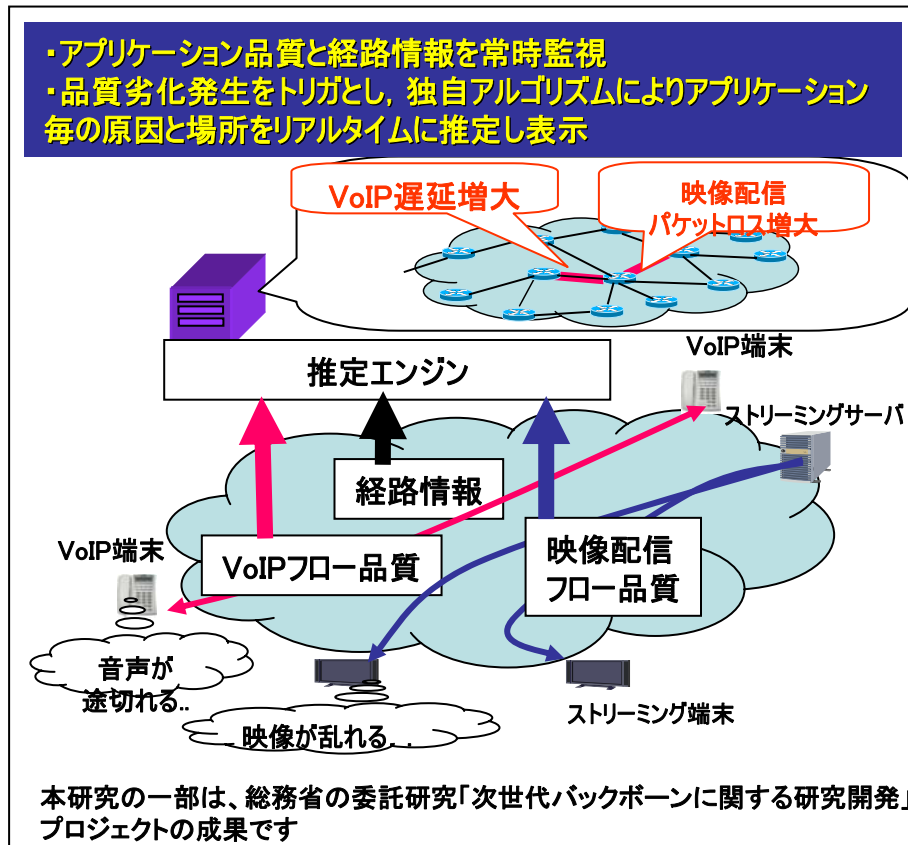 ・アプリケーション品質と経路情報を常時監視
・品質劣化発生をトリガとし，独自アルゴリズムによりアプリケーション
毎の原因と場所をリアルタイムに推定し表示
VoIP遅延増大
映像配信
パケットロス増大
推定エンジン
VoIP端末
ストリーミングサーバ
経路情報
VoIP端末
VoIPフロー品質
映像配信
フロー品質
音声が
途切れる..
ストリーミング端末
映像が乱れる．．
本研究の一部は、総務省の委託研究「次世代バックボーンに関する研究開発」
プロジェクトの成果です